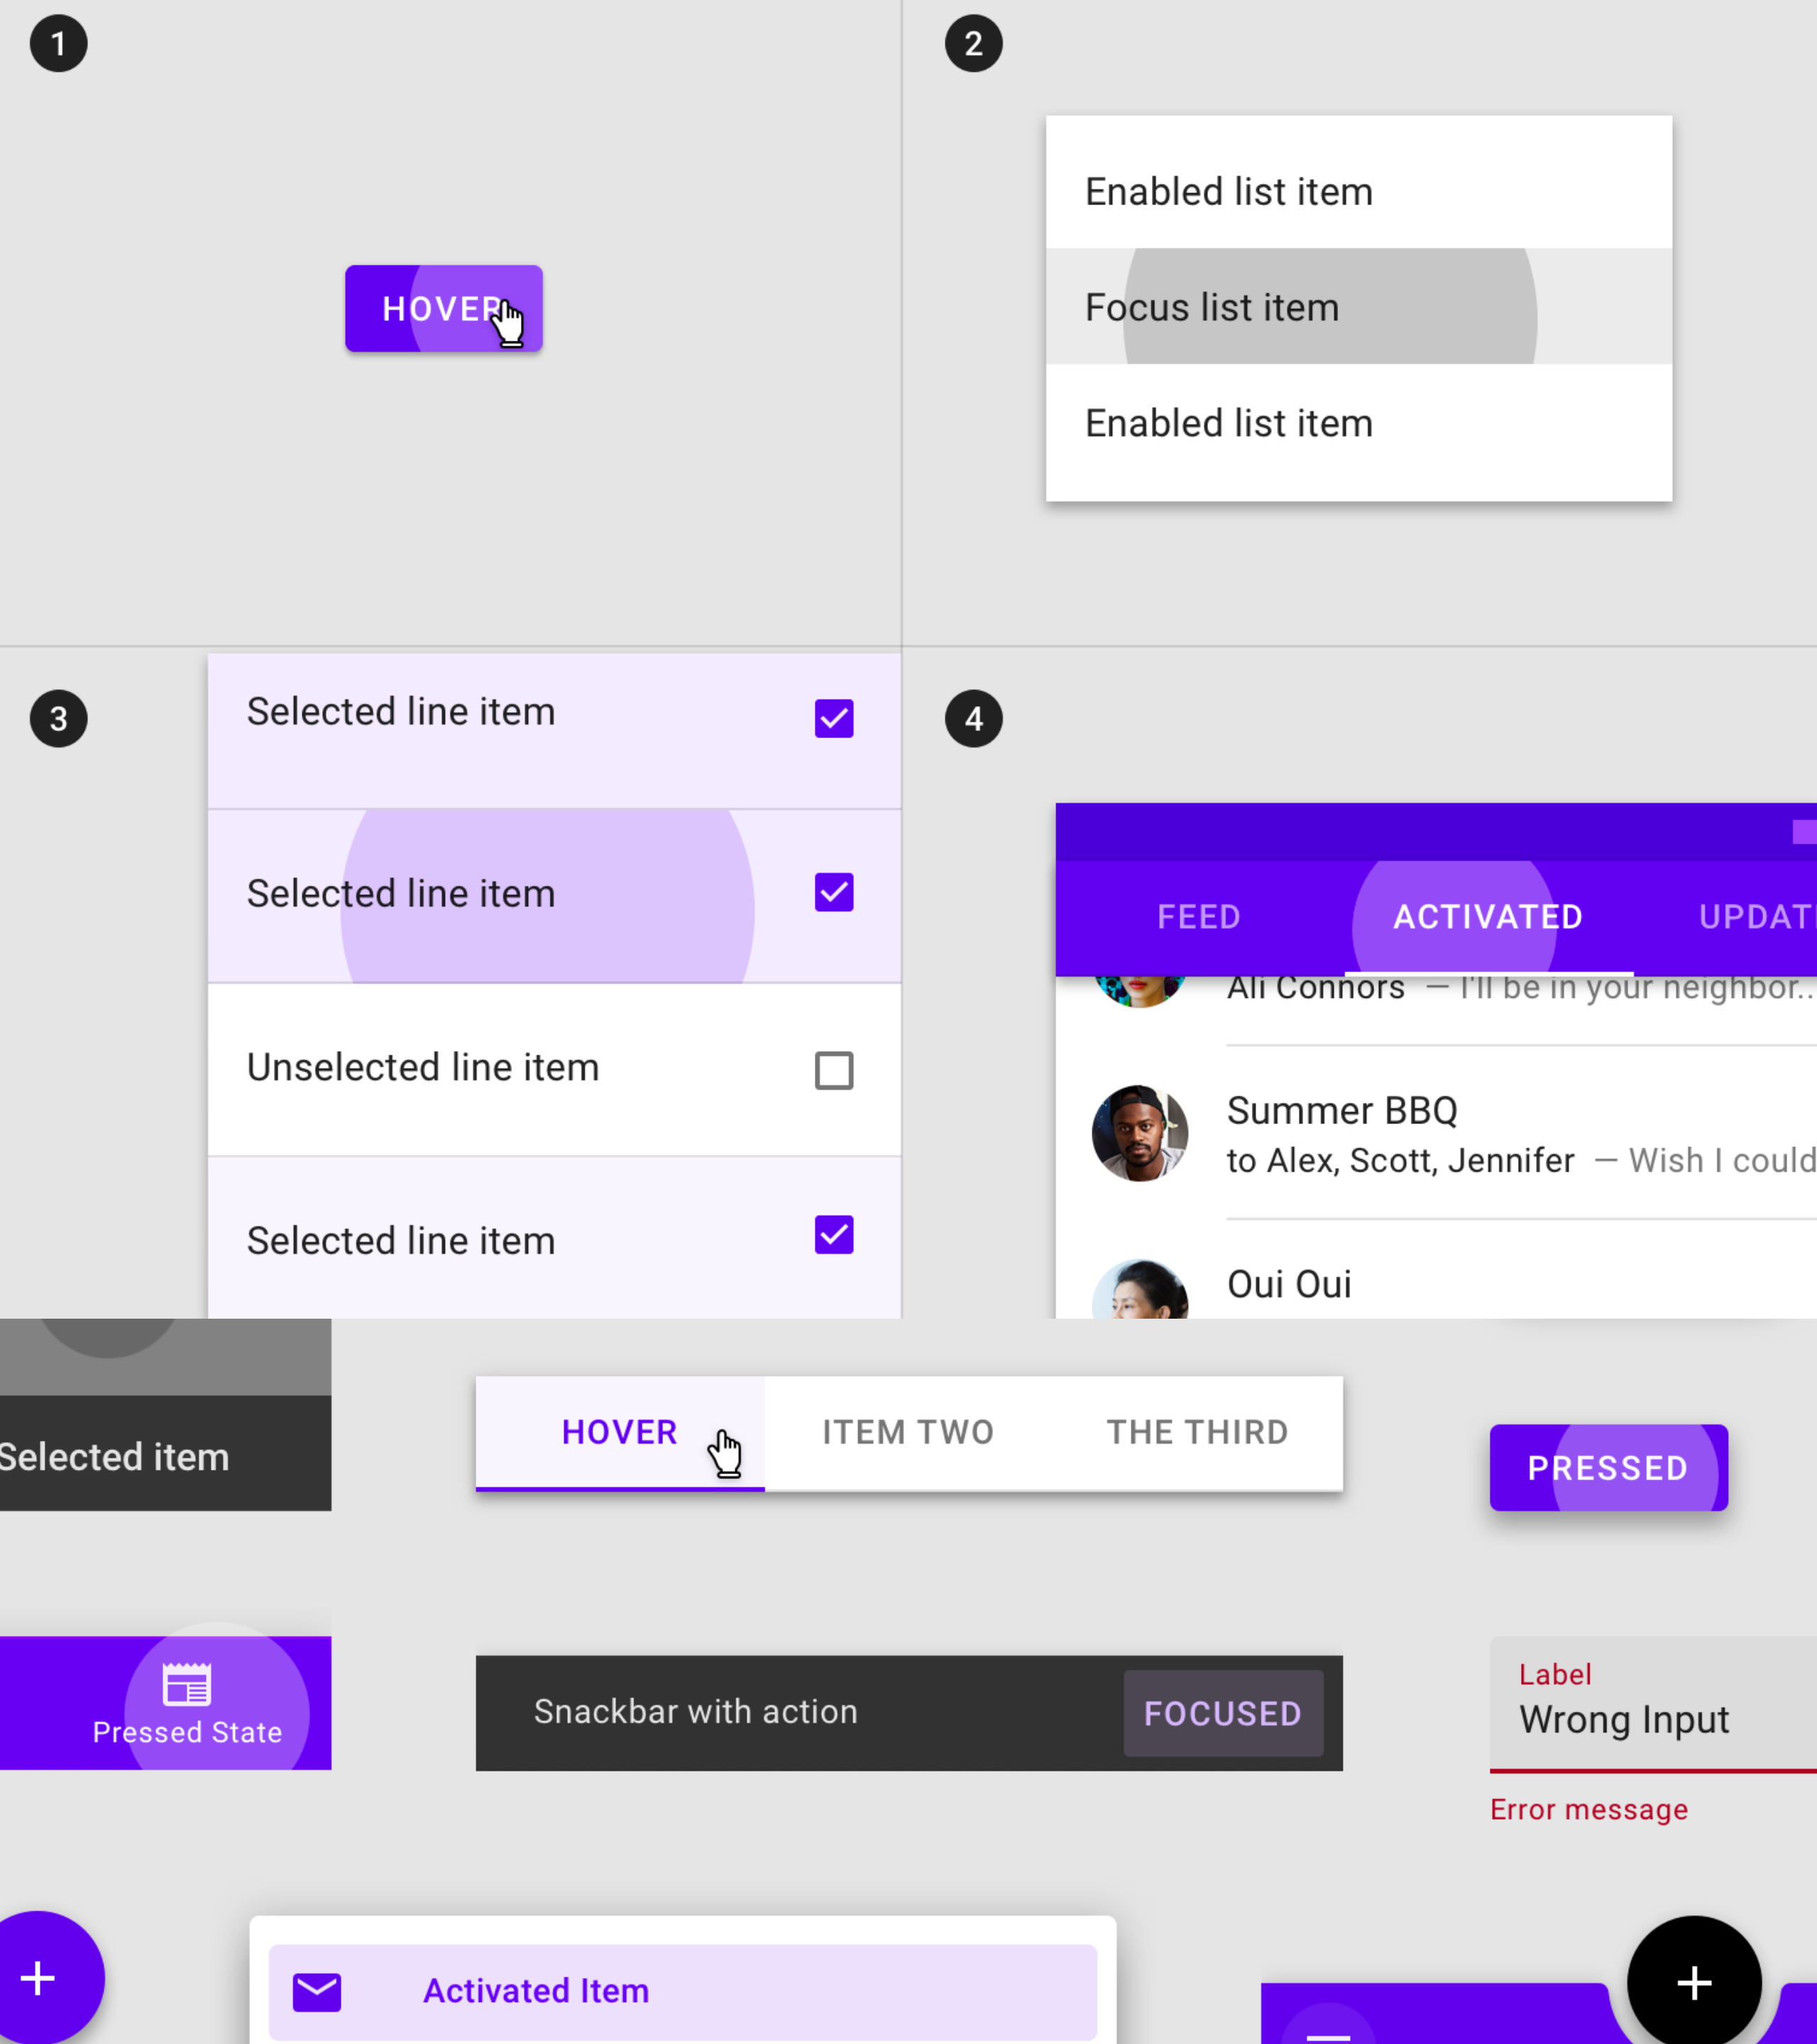 1
HOVER
2
Enabled list item
Focus list item
Enabled list item
3
Selected line item
Selected line item
Unselected line item
Selected line item
4
FEED
ACTIVATED
Ali Connors — I'll be in your neighbor...
Summer BBQ
to Alex, Scott, Jennifer — Wish I could
Oui Oui
Selected item
HOVER
ITEM TWO
THE THIRD
PRESSED
Pressed State
Snackbar with action
FOCUSED
Label
Wrong Input
Error message
Activated Item